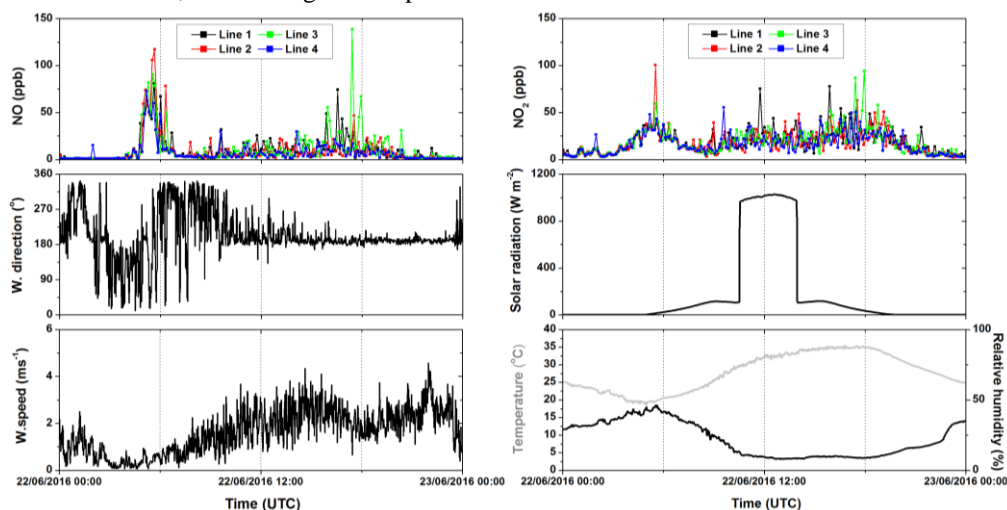 NO (ppb)
150
100
50
0
Line 1
Line 2
Line 3
Line 4
NO2 (ppb)
150
100
50
0
Line 1
Line 2
Line 3
Line 4
W. direction (°)
360
270
180
90
0
Solar radiation (W m-2)
1200
800
400
0
W.speed (ms-1)
6
4
2
0
22/06/2016 00:00
22/06/2016 12:00
23/06/2016 00:00
Time (UTC)
Temperature (°C)
40
35
30
25
20
15
10
5
0
100
50
0
Relative humidity (%)
22/06/2016 00:00
22/06/2016 12:00
23/06/2016 00:00
Time (UTC)